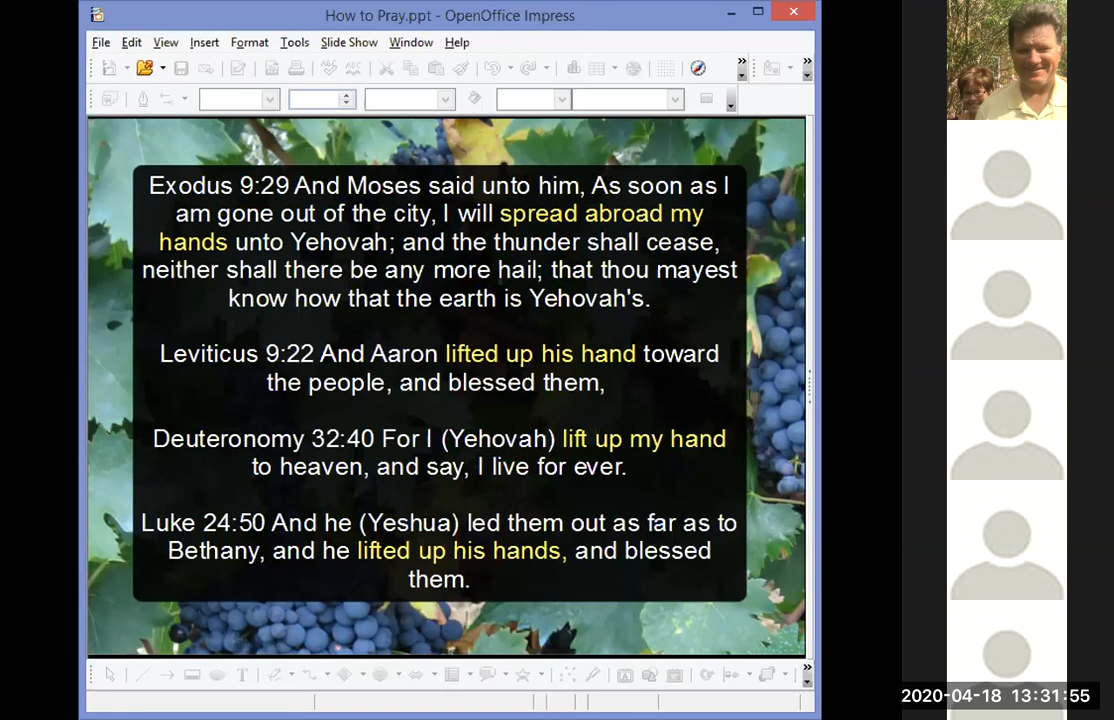 How to Pray.ppt - OpenOffice Impress
File Edit View Insert Format Tools Slide Show Window Help
Exodus 9:29 And Moses said unto him, As soon as I
am gone out of the city, I will spread abroad my
hands unto Yehovah; and the thunder shall cease,
neither shall there be any more hail; that thou mayest
know how that the earth is Yehovah's.
Leviticus 9:22 And Aaron lifted up his hand toward
the people, and blessed them,
Deuteronomy 32:40 For I (Yehovah) lift up my hand
to heaven, and say, I live for ever.
Luke 24:50 And he (Yeshua) led them out as far as to
Bethany, and he lifted up his hands, and blessed
them.
2020-04-18 13:31:55